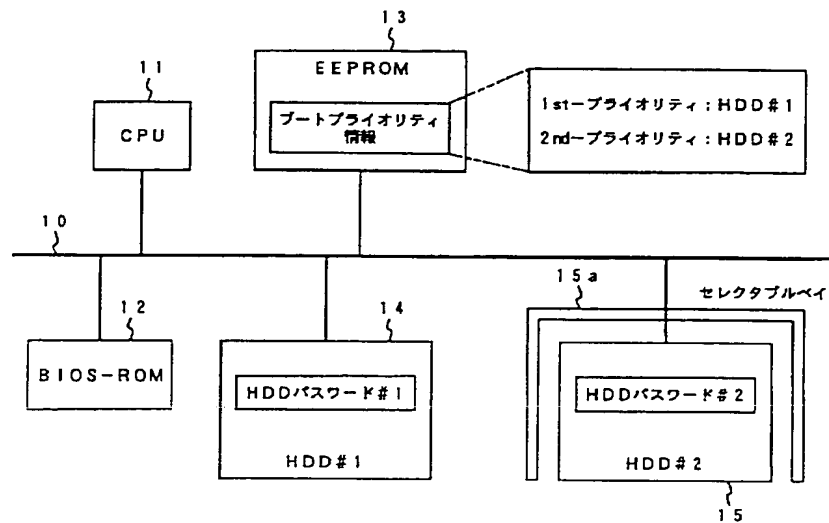 13
11
EEPROM
ブートプライオリティ
情報
1st-プライオリティ:HDD#1
2nd-プライオリティ:HDD#2
CPU
10
15a
セレクタブルベイ
12
14
BIOS-ROM
HDDパスワード#1
HDDパスワード#2
HDD#1
HDD#2
15